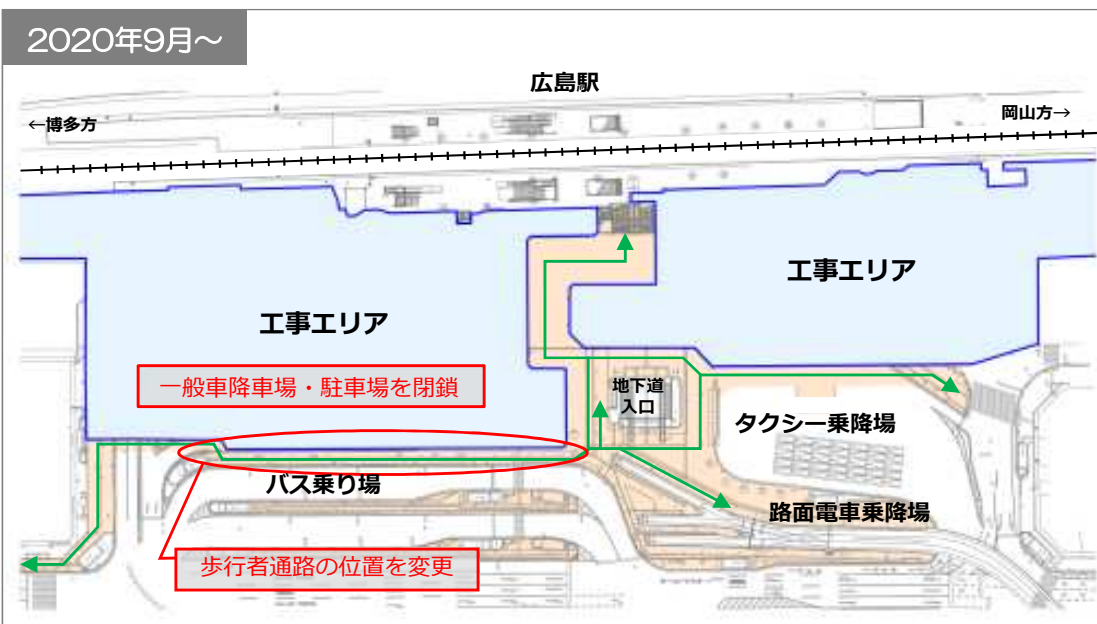 2020年9月～
広島駅
←博多方
岡山方→
工事エリア
工事エリア
一般車降車場・駐車場を閉鎖
地下道
入口
タクシー乗降場
バス乗り場
路面電車乗降場
歩行者通路の位置を変更